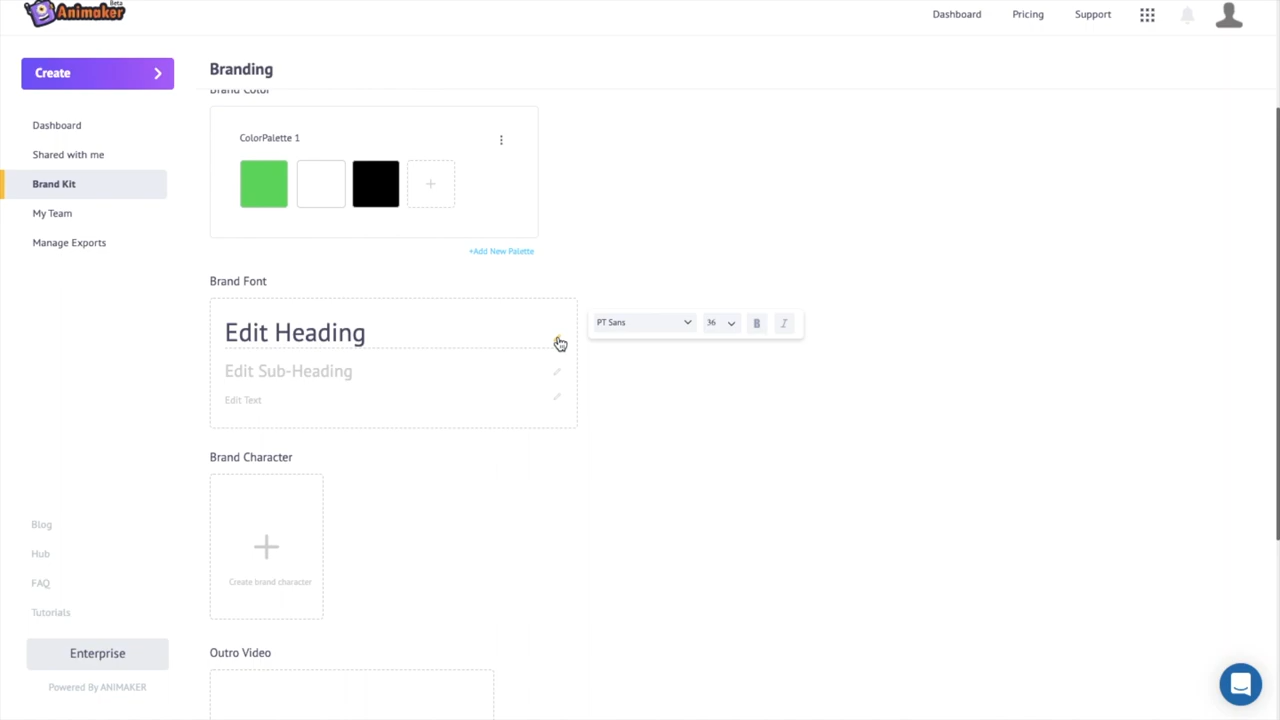 Beta
Animaker
Dashboard
Pricing
Support
Create
Branding
Brand Color
Dashboard
Shared with me
Brand Kit
My Team
Manage Exports
ColorPalette 1
+Add New Palette
Brand Font
Edit Heading
PT Sans
36
B
I
Edit Sub-Heading
Edit Text
Brand Character
Create brand character
Blog
Hub
FAQ
Tutorials
Enterprise
Powered By ANIMAKER
Outro Video